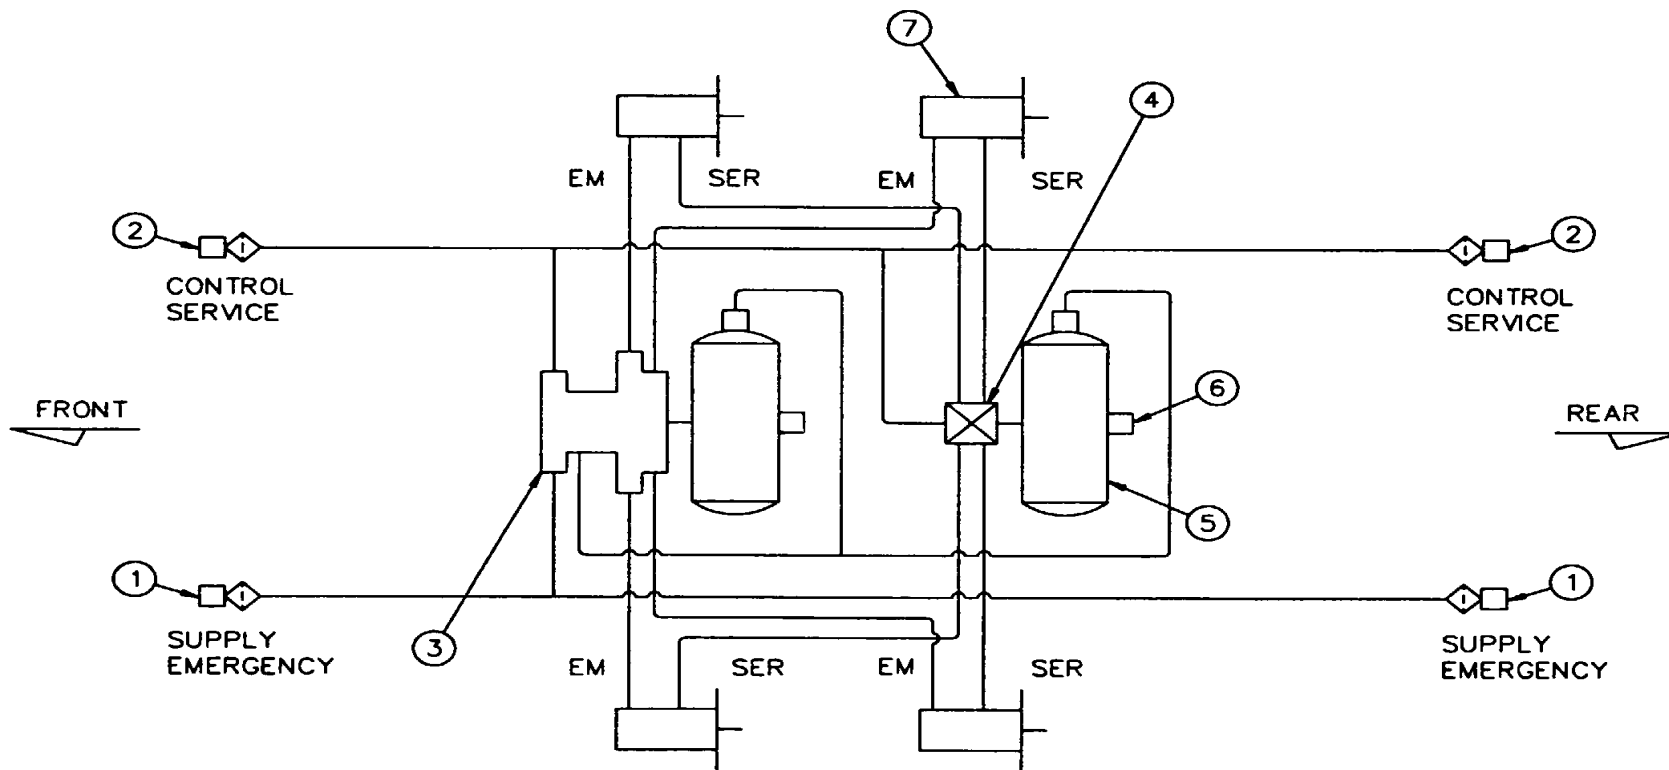 7
4
EM SER EM SER
2
2
CONTROL
SERVICE
CONTROL
SERVICE
6
FRONT
REAR
5
1
1
3
SUPPLY
EMERGENCY
SUPPLY
EMERGENCY
EM SER EM SER